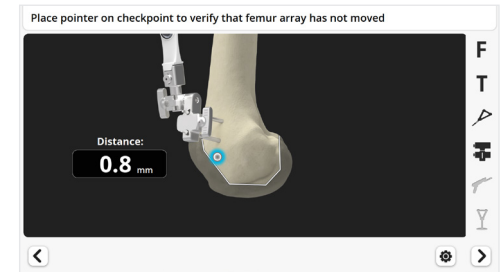 Place pointer on checkpoint to verify that femur array has not moved
F
T
Distance:
0.8 mm